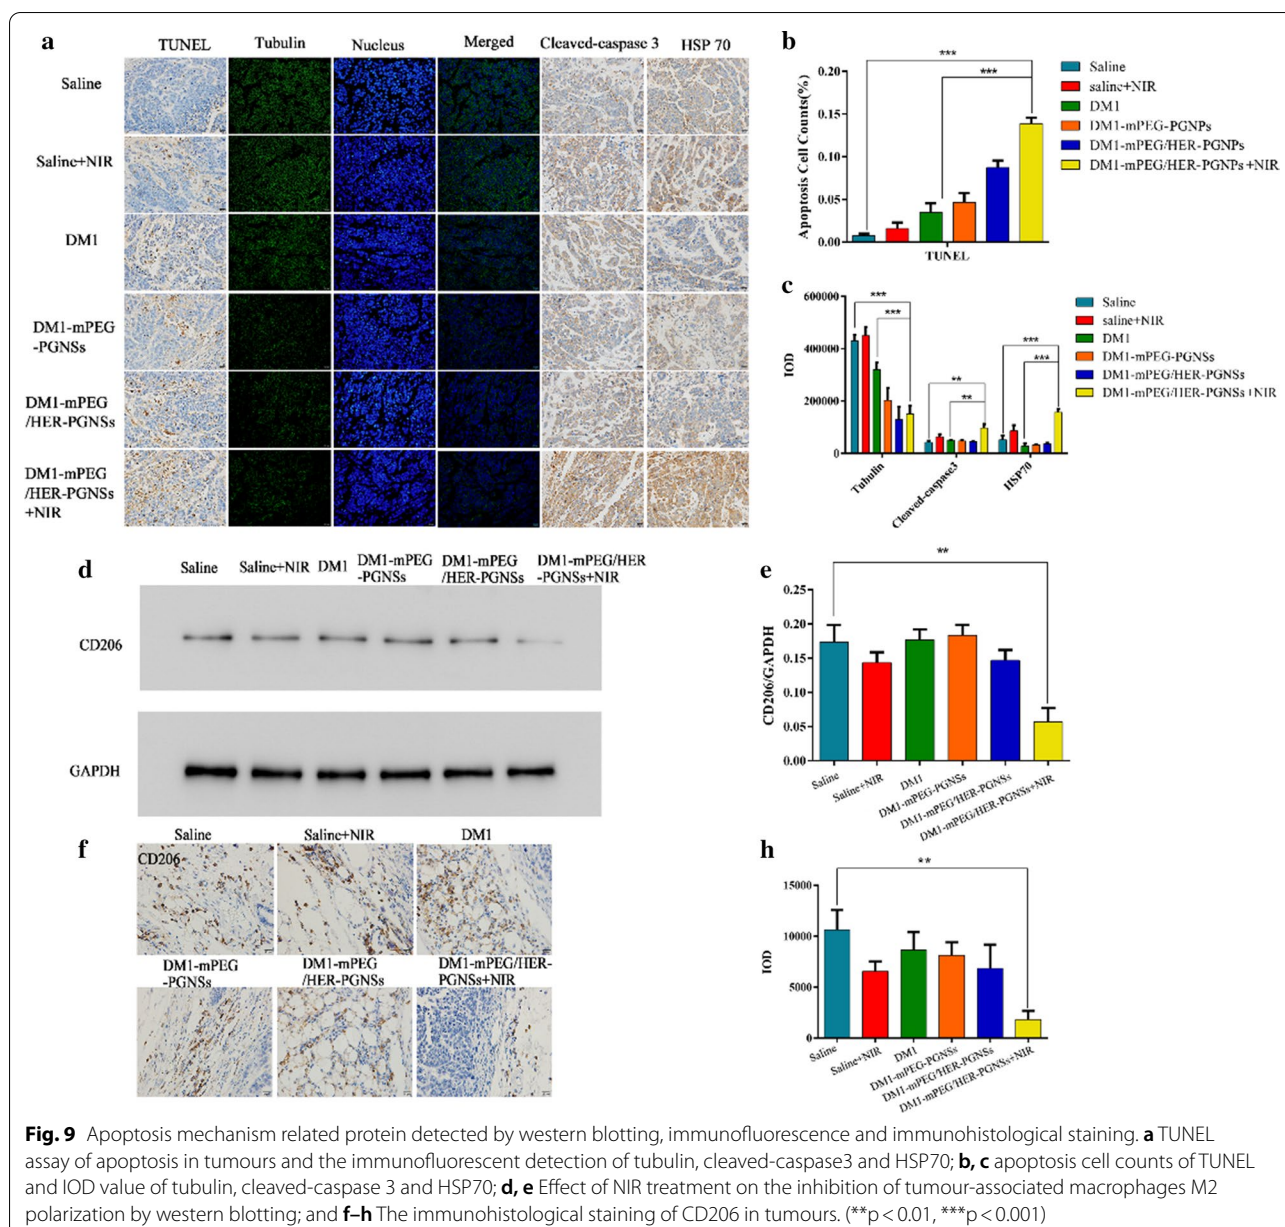 a
TUNEL Tubulin Nucleus Merged Cleaved-caspase 3 HSP 70
Saline
Saline+NIR
DM1
DM1-mPEG
-PGNSs
DM1-mPEG
/HER-PGNSs
DM1-mPEG
/HER-PGNSs
+NIR
b
Apoptosis Cell Counts(%)
0.20
0.15
0.10
0.05
0.00
***
***
TUNEL
Saline
saline+NIR
DM1
DM1-mPEG-PGNPs
DM1-mPEG/HER-PGNPs
DM1-mPEG/HER-PGNPs +NIR
c
IOD
600000
400000
200000
0
***
***
**
**
***
***
Tubulin
Cleaved-caspase3
HSP70
Saline
saline+NIR
DM1
DM1-mPEG-PGNSs
DM1-mPEG/HER-PGNSs
DM1-mPEG/HER-PGNSs +NIR
d
Saline Saline+NIR DM1 DM1-mPEG
-PGNSs
DM1-mPEG
/HER-PGNSs
DM1-mPEG/HER
-PGNSs+NIR
CD206
GAPDH
e
CD206/GAPDH
0.25
0.20
0.15
0.10
0.05
0.00
**
Saline
Saline+NIR
DM1
DM1-mPEG-PGNSs
DM1-mPEG/HER-PGNSs
DM1-mPEG/HER-PGNSs+NIR
f
Saline Saline+NIR DM1
CD206
DM1-mPEG
-PGNSs
DM1-mPEG
/HER-PGNSs
DM1-mPEG/HER-
PGNSs+NIR
h
IOD
15000
10000
5000
0
**
Saline
Saline+NIR
DM1
DM1-mPEG-PGNSs
DM1-mPEG/HER-PGNSs
DM1-mPEG/HER-PGNSs+NIR
Fig. 9 Apoptosis mechanism related protein detected by western blotting, immunofluorescence and immunohistological staining. a TUNEL
assay of apoptosis in tumours and the immunofluorescent detection of tubulin, cleaved-caspase3 and HSP70; b, c apoptosis cell counts of TUNEL
and IOD value of tubulin, cleaved-caspase 3 and HSP70; d, e Effect of NIR treatment on the inhibition of tumour-associated macrophages M2
polarization by western blotting; and f–h The immunohistological staining of CD206 in tumours. (**p < 0.01, ***p < 0.001)